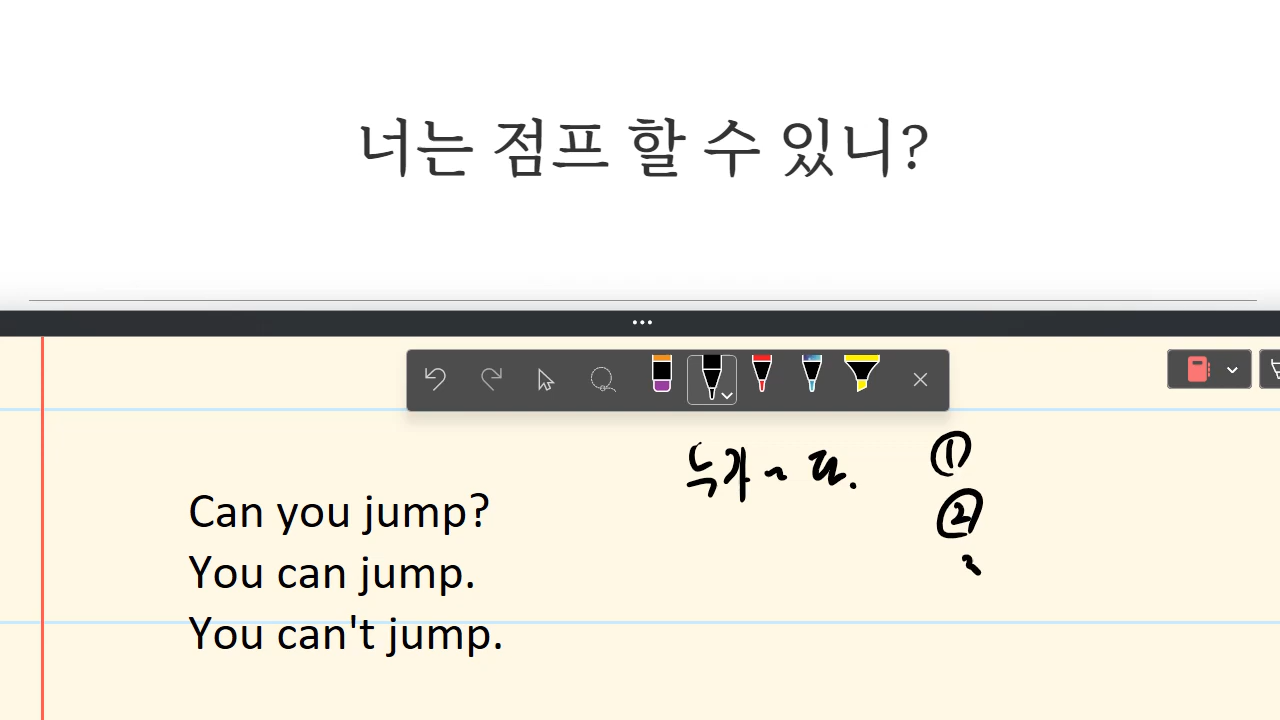 너는 점프 할 수 있니?
누가 ~ 다.
①
②
Can you jump?
You can jump.
You can't jump.